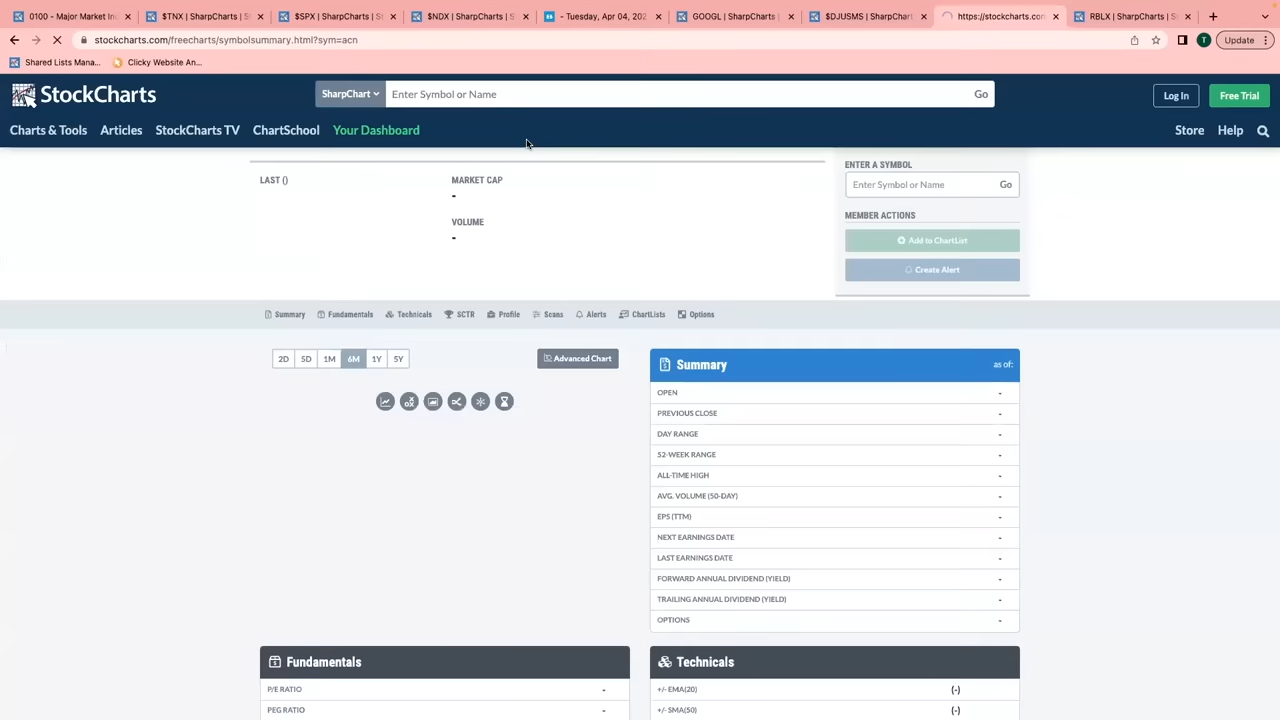 0100 - Major Market In
$TNX | SharpCharts | S
$SPX | SharpCharts | St
$NDX | SharpCharts | S
- Tuesday, Apr 04, 202
GOOGL | SharpCharts |
$DJUSMS | SharpChart
https://stockcharts.com
RBLX | SharpCharts | S
stockcharts.com/freecharts/symbolsummary.html?sym=acn
T
Update
Shared Lists Mana...
Clicky Website An...
StockCharts
SharpChart
Enter Symbol or Name
Go
Log In
Free Trial
Charts & Tools
Articles
StockCharts TV
ChartSchool
Your Dashboard
Store
Help
LAST ()
MARKET CAP
-
VOLUME
-
ENTER A SYMBOL
Enter Symbol or Name
Go
MEMBER ACTIONS
Add to ChartList
Create Alert
Summary
Fundamentals
Technicals
SCTR
Profile
Scans
Alerts
ChartLists
Options
2D 5D 1M 6M 1Y 5Y
Advanced Chart
Summary as of:
OPEN -
PREVIOUS CLOSE -
DAY RANGE -
52-WEEK RANGE -
ALL-TIME HIGH -
AVG. VOLUME (50-DAY) -
EPS (TTM) -
NEXT EARNINGS DATE -
LAST EARNINGS DATE -
FORWARD ANNUAL DIVIDEND (YIELD) -
TRAILING ANNUAL DIVIDEND (YIELD) -
OPTIONS -
Fundamentals
P/E RATIO -
PEG RATIO -
Technicals
+/- EMA(20) (-)
+/- SMA(50) (-)